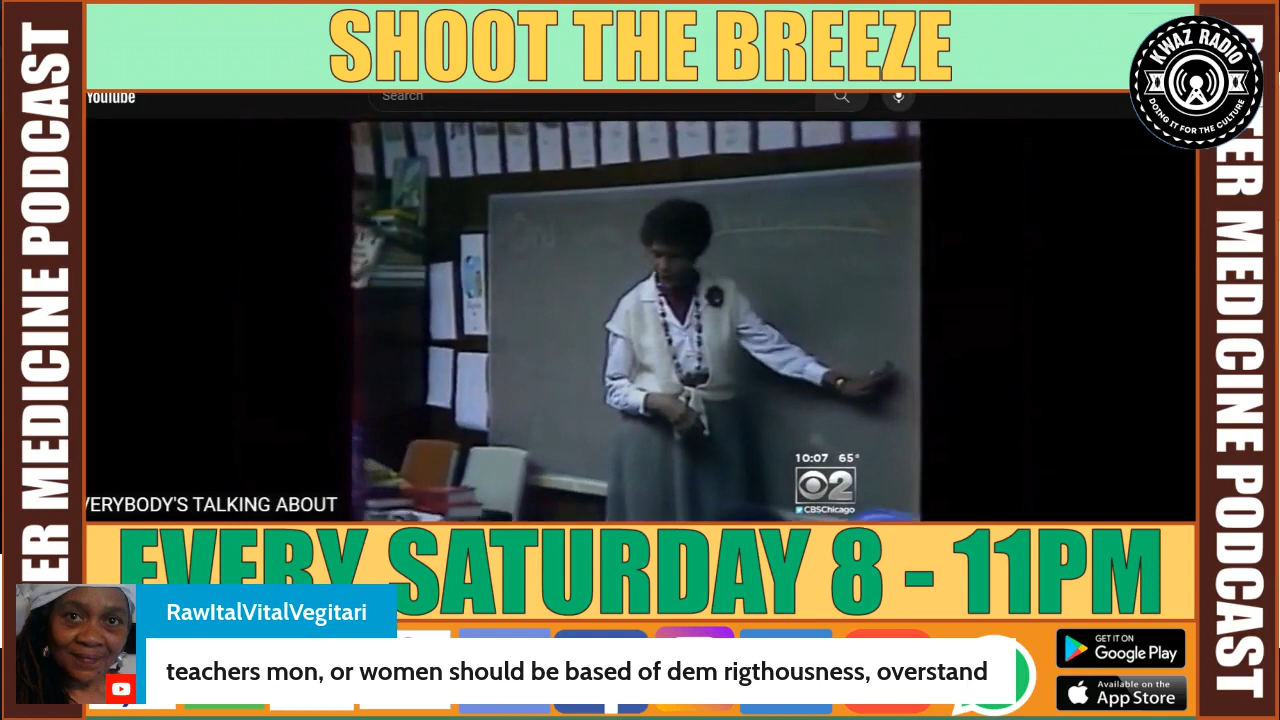 SHOOT THE BREEZE
KWAZ RADIO
DOING IT FOR THE CULTURE
YouTube
Search
ER MEDICINE PODCAST
TER MEDICINE PODCAST
10:07 65°
2
CBSChicago
VERYBODY'S TALKING ABOUT
EVERY SATURDAY 8 - 11PM
RawItalVitalVegitari
teachers mon, or women should be based of dem rigthousness, overstand
GET IT ON
Google Play
Available on the
App Store